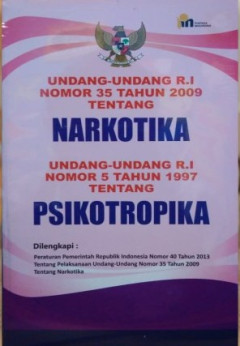 UNDANG-UNDANG R.I
NOMOR 35 TAHUN 2009
TENTANG
NARKOTIKA
UNDANG-UNDANG R.I
NOMOR 5 TAHUN 1997
TENTANG
PSIKOTROPIKA
Dilengkapi :
Peraturan Pemerintah Republik Indonesia Nomor 40 Tahun 2013
Tentang Pelaksanaan Undang-Undang Nomor 35 Tahun 2009
Tentang Narkotika